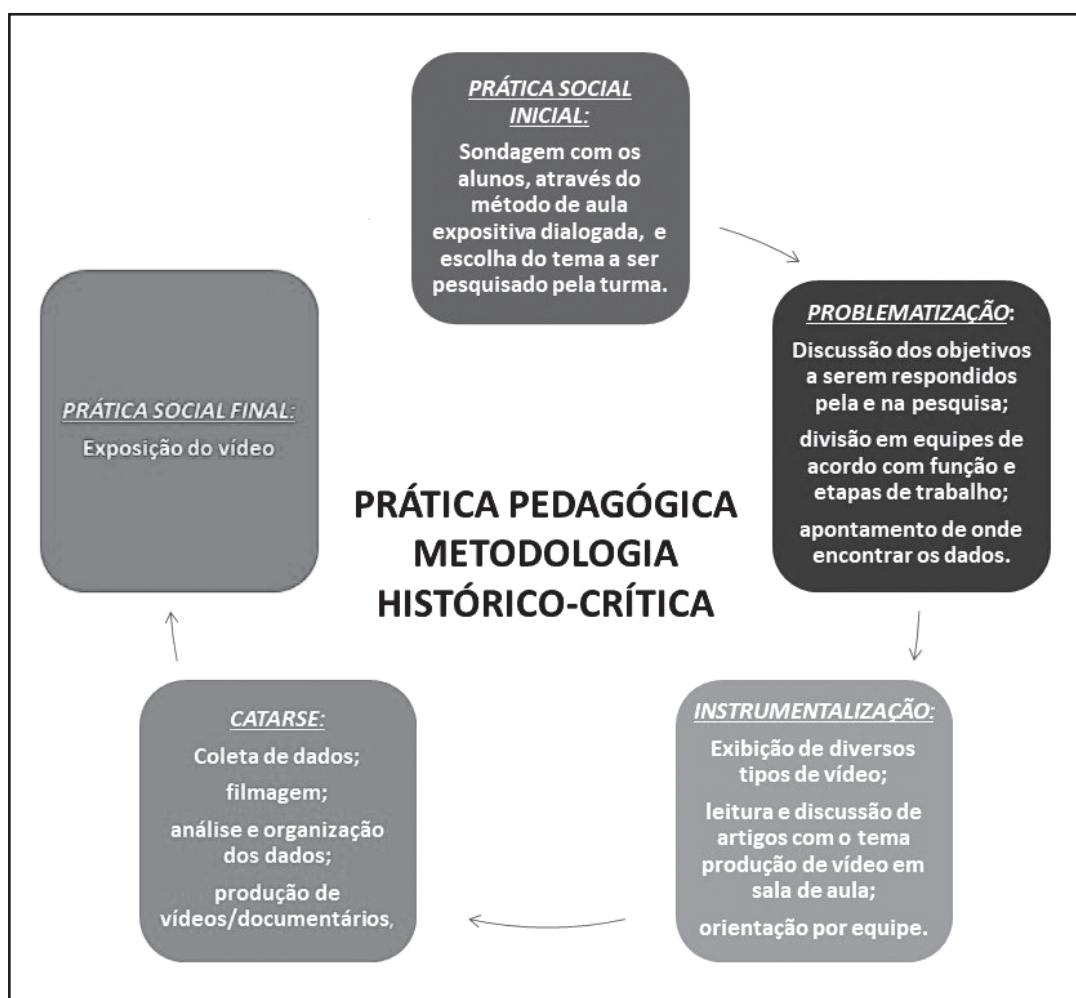 PRÁTICA SOCIAL
INICIAL:
Sondagem com os
alunos, através do
método de aula
expositiva dialogada, e
escolha do tema a ser
pesquisado pela turma.
PROBLEMATIZAÇÃO:
Discussão dos objetivos
a serem respondidos
pela e na pesquisa;
divisão em equipes de
acordo com função e
etapas de trabalho;
apontamento de onde
encontrar os dados.
INSTRUMENTALIZAÇÃO:
Exibição de diversos
tipos de vídeo;
leitura e discussão de
artigos com o tema
produção de vídeo em
sala de aula;
orientação por equipe.
CATARSE:
Coleta de dados;
filmagem;
análise e organização
dos dados;
produção de
vídeos/documentários,
PRÁTICA SOCIAL FINAL:
Exposição do vídeo
PRÁTICA PEDAGÓGICA
METODOLOGIA
HISTÓRICO-CRÍTICA